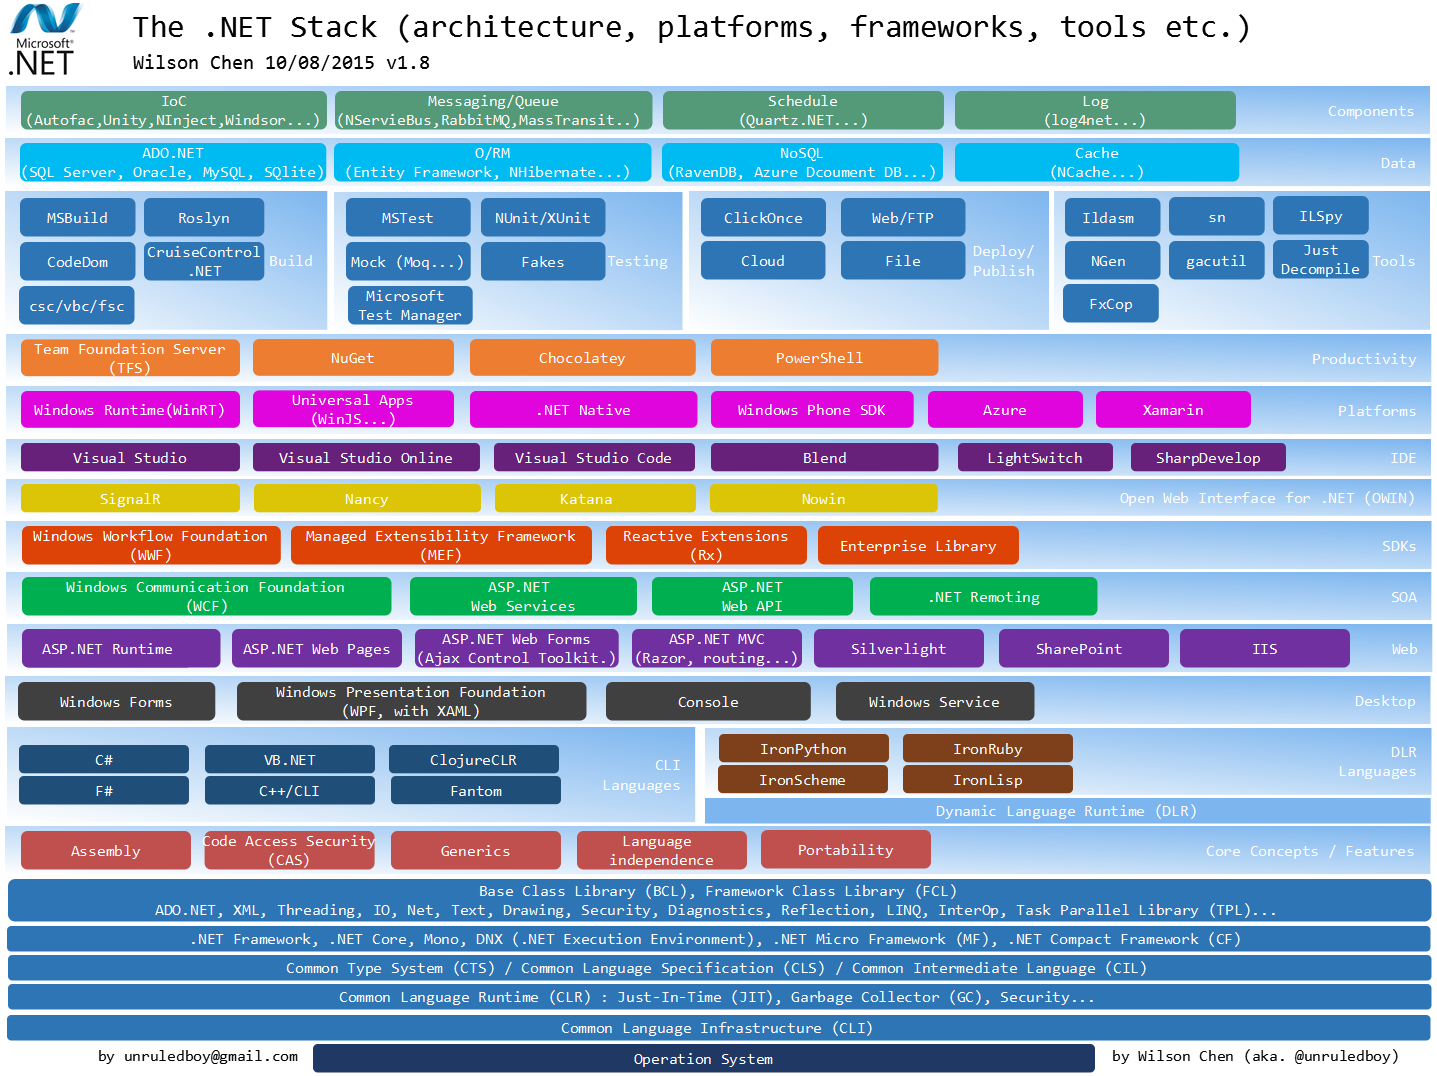 Microsoft®
.NET
The .NET Stack (architecture, platforms, frameworks, tools etc.)
Wilson Chen 10/08/2015 v1.8
IoC
(Autofac,Unity,NInject,Windsor...)
Messaging/Queue
(NServieBus,RabbitMQ,MassTransit..)
Schedule
(Quartz.NET...)
Log
(log4net...)
Components
ADO.NET
(SQL Server, Oracle, MySQL, SQlite)
O/RM
(Entity Framework, NHibernate...)
NoSQL
(RavenDB, Azure Dcoument DB...)
Cache
(NCache...)
Data
MSBuild
Roslyn
CodeDom
CruiseControl
.NET
csc/vbc/fsc
Build
MSTest
NUnit/XUnit
Mock (Moq...)
Fakes
Microsoft
Test Manager
Testing
ClickOnce
Web/FTP
Cloud
File
Deploy/
Publish
Ildasm
sn
ILSpy
NGen
gacutil
Just
Decompile
FxCop
Tools
Team Foundation Server
(TFS)
NuGet
Chocolatey
PowerShell
Productivity
Windows Runtime(WinRT)
Universal Apps
(WinJS...)
.NET Native
Windows Phone SDK
Azure
Xamarin
Platforms
Visual Studio
Visual Studio Online
Visual Studio Code
Blend
LightSwitch
SharpDevelop
IDE
SignalR
Nancy
Katana
Nowin
Open Web Interface for .NET (OWIN)
Windows Workflow Foundation
(WWF)
Managed Extensibility Framework
(MEF)
Reactive Extensions
(Rx)
Enterprise Library
SDKs
Windows Communication Foundation
(WCF)
ASP.NET
Web Services
ASP.NET
Web API
.NET Remoting
SOA
ASP.NET Runtime
ASP.NET Web Pages
ASP.NET Web Forms
(Ajax Control Toolkit.)
ASP.NET MVC
(Razor, routing...)
Silverlight
SharePoint
IIS
Web
Windows Forms
Windows Presentation Foundation
(WPF, with XAML)
Console
Windows Service
Desktop
C#
VB.NET
ClojureCLR
F#
C++/CLI
Fantom
CLI
Languages
IronPython
IronRuby
IronScheme
IronLisp
DLR
Languages
Dynamic Language Runtime (DLR)
Assembly
Code Access Security
(CAS)
Generics
Language
independence
Portability
Core Concepts / Features
Base Class Library (BCL), Framework Class Library (FCL)
ADO.NET, XML, Threading, IO, Net, Text, Drawing, Security, Diagnostics, Reflection, LINQ, InterOp, Task Parallel Library (TPL)...
.NET Framework, .NET Core, Mono, DNX (.NET Execution Environment), .NET Micro Framework (MF), .NET Compact Framework (CF)
Common Type System (CTS) / Common Language Specification (CLS) / Common Intermediate Language (CIL)
Common Language Runtime (CLR) : Just-In-Time (JIT), Garbage Collector (GC), Security...
Common Language Infrastructure (CLI)
by unruledboy@gmail.com
Operation System
by Wilson Chen (aka. @unruledboy)